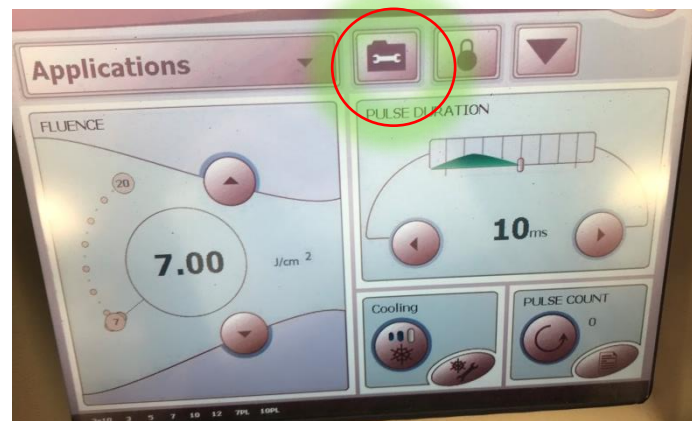 Applications
FLUENCE
20
7.00 J/cm 2
7
PULSE DURATION
10ms
Cooling
PULSE COUNT
0
3 5 7 10 12 7PL 10PL